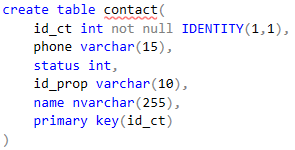 create table contact(
id_ct int not null IDENTITY(1,1),
phone varchar(15),
status int,
id_prop varchar(10),
name nvarchar(255),
primary key(id_ct)
)